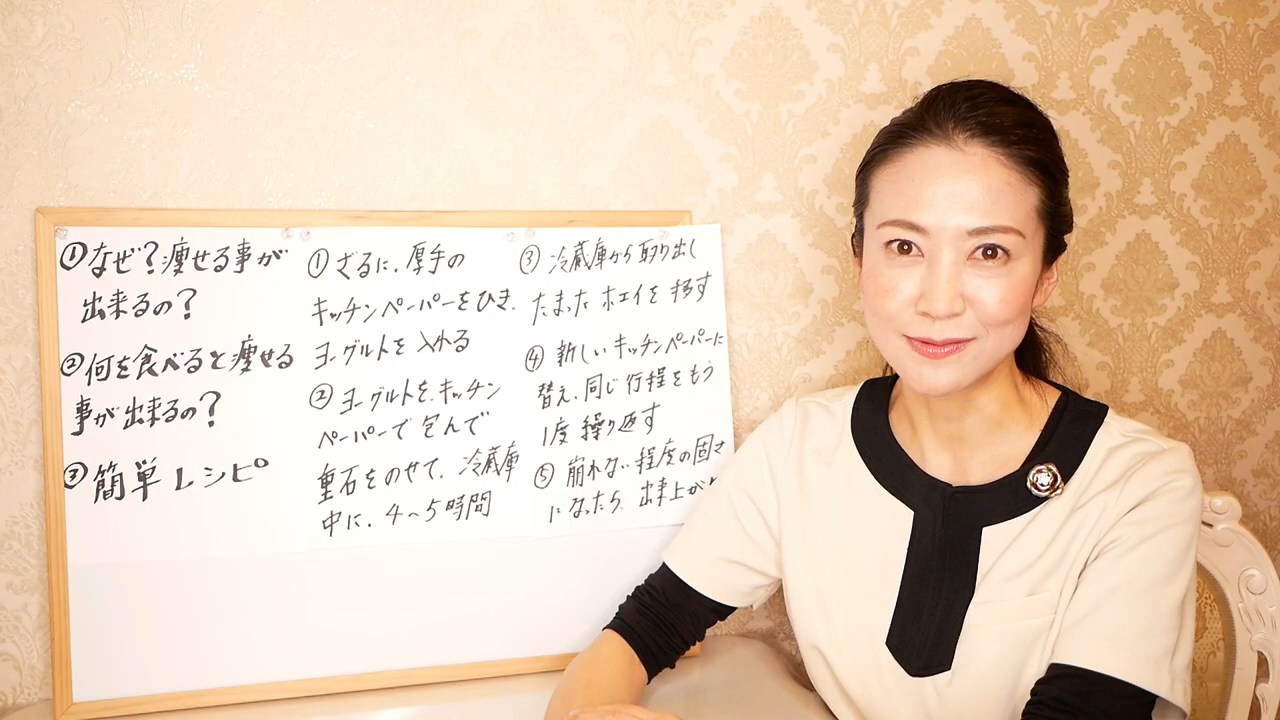 ①なぜ?痩せる事が
出来るの?
②何を食べると痩せる
事が出来るの?
③簡単レシピ
①ざるに、厚手の
キッチンペーパーをひき、
ヨーグルトを入れる
②ヨーグルトを、キッチン
ペーパーで包んで
重石をのせて、冷蔵庫
中に、4〜5時間
③冷蔵庫から取り出し
たまったホエイを移す
④新しいキッチンペーパーに
替え、同じ行程をもう
1度繰り返す
⑤崩れない程度の固さ
になったら、出来上がり